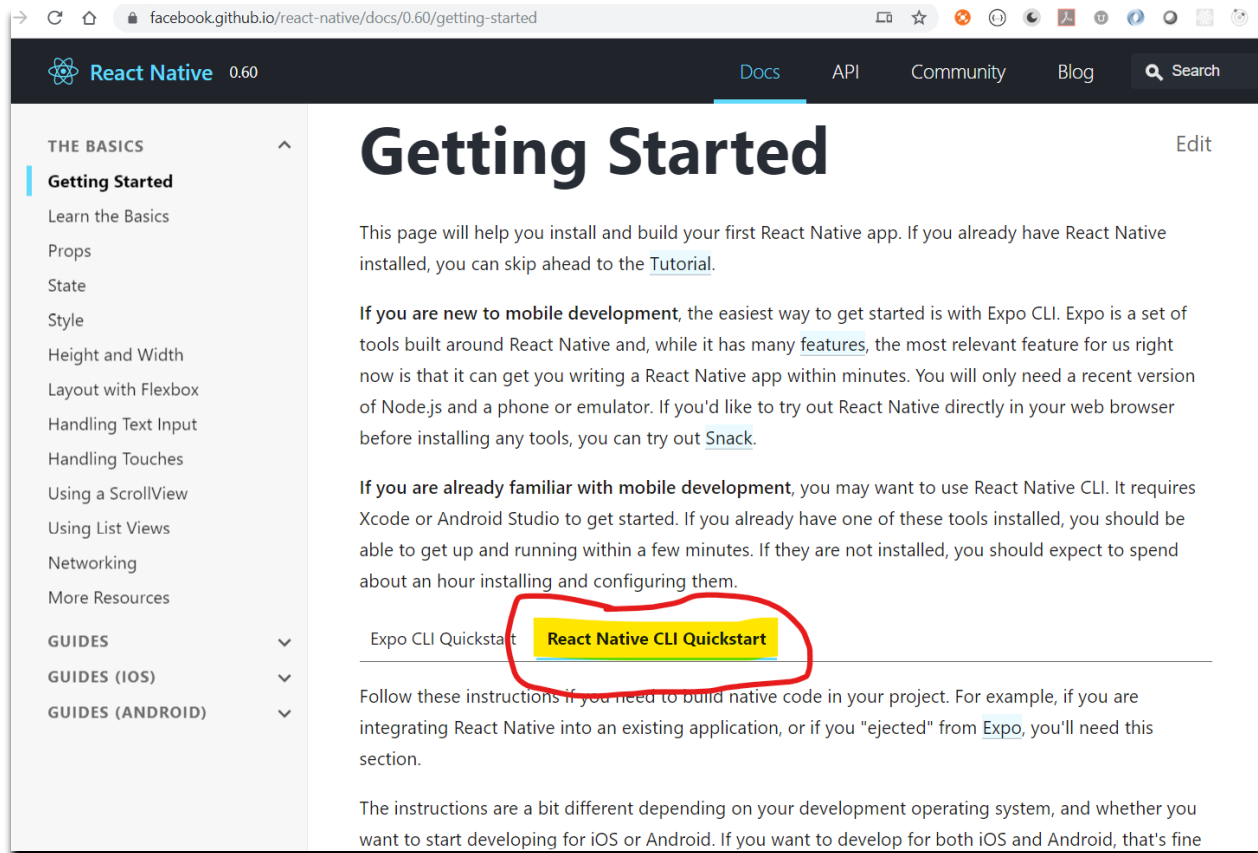 facebook.github.io/react-native/docs/0.60/getting-started
React Native 0.60
Docs API Community Blog Search
THE BASICS
Getting Started
Learn the Basics
Props
State
Style
Height and Width
Layout with Flexbox
Handling Text Input
Handling Touches
Using a ScrollView
Using List Views
Networking
More Resources
GUIDES
GUIDES (IOS)
GUIDES (ANDROID)
Getting Started
Edit
This page will help you install and build your first React Native app. If you already have React Native
installed, you can skip ahead to the Tutorial.
If you are new to mobile development, the easiest way to get started is with Expo CLI. Expo is a set of
tools built around React Native and, while it has many features, the most relevant feature for us right
now is that it can get you writing a React Native app within minutes. You will only need a recent version
of Node.js and a phone or emulator. If you'd like to try out React Native directly in your web browser
before installing any tools, you can try out Snack.
If you are already familiar with mobile development, you may want to use React Native CLI. It requires
Xcode or Android Studio to get started. If you already have one of these tools installed, you should be
able to get up and running within a few minutes. If they are not installed, you should expect to spend
about an hour installing and configuring them.
Expo CLI Quickstart React Native CLI Quickstart
Follow these instructions if you need to build native code in your project. For example, if you are
integrating React Native into an existing application, or if you "ejected" from Expo, you'll need this
section.
The instructions are a bit different depending on your development operating system, and whether you
want to start developing for iOS or Android. If you want to develop for both iOS and Android, that's fine